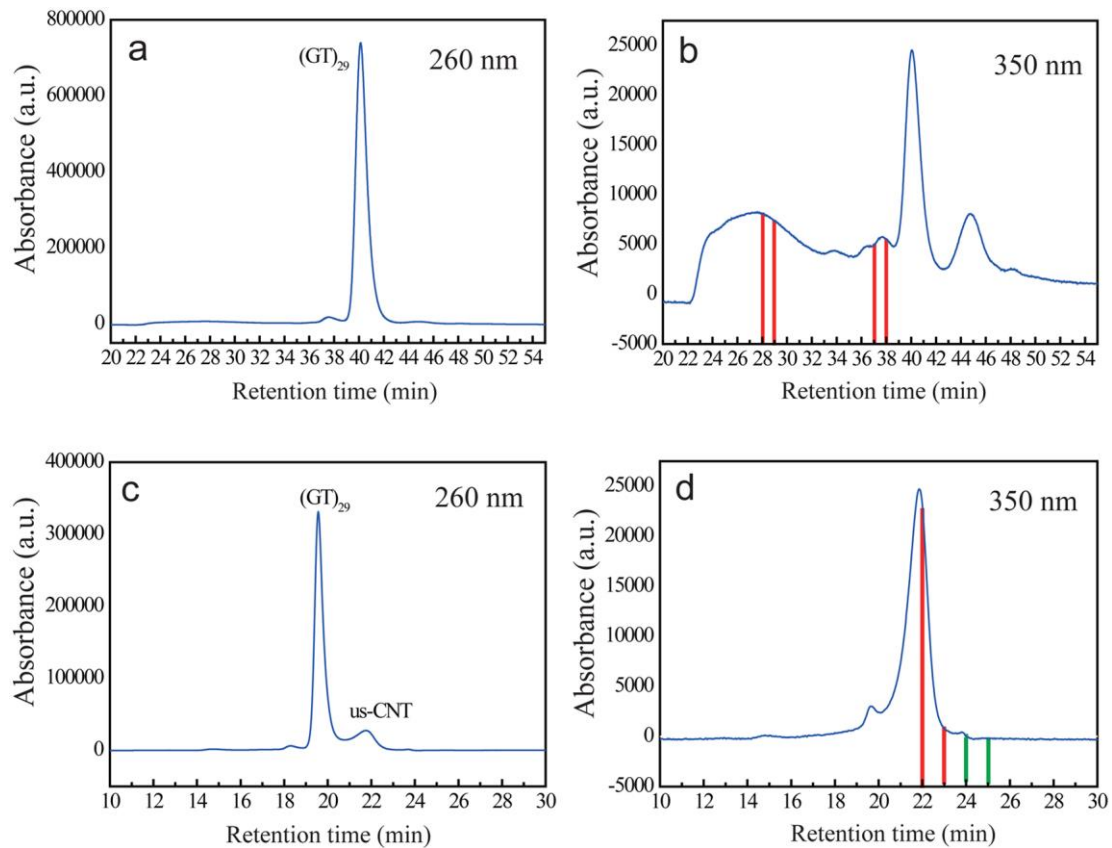 a
(GT)29
260 nm
Absorbance (a.u.)
800000
600000
400000
200000
0
20 22 24 26 28 30 32 34 36 38 40 42 44 46 48 50 52 54
Retention time (min)
b
350 nm
Absorbance (a.u.)
25000
20000
15000
10000
5000
0
-5000
20 22 24 26 28 30 32 34 36 38 40 42 44 46 48 50 52 54
Retention time (min)
c
(GT)29
260 nm
us-CNT
Absorbance (a.u.)
400000
300000
200000
100000
0
10 12 14 16 18 20 22 24 26 28 30
Retention time (min)
d
350 nm
Absorbance (a.u.)
25000
20000
15000
10000
5000
0
-5000
10 12 14 16 18 20 22 24 26 28 30
Retention time (min)